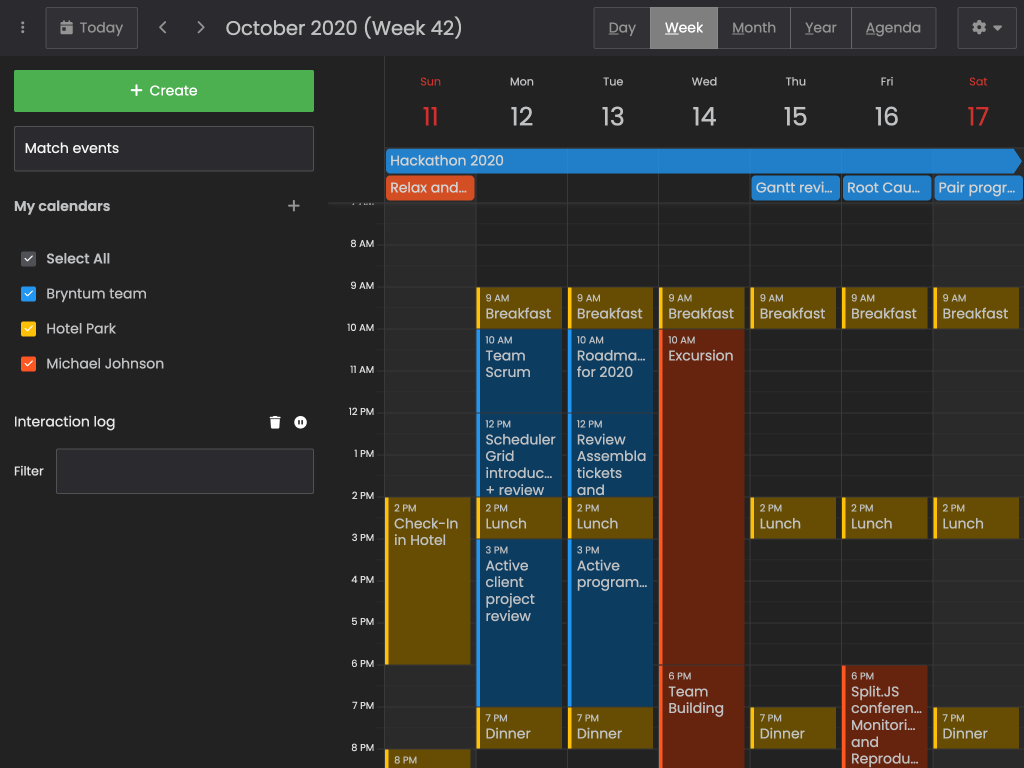 Today
October 2020 (Week 42)
Day
Week
Month
Year
Agenda
Create
Match events
My calendars
Select All
Bryntum team
Hotel Park
Michael Johnson
Interaction log
Filter
Sun
11
Mon
12
Tue
13
Wed
14
Thu
15
Fri
16
Sat
17
Hackathon 2020
Relax and...
Gantt revi...
Root Cau...
Pair progr...
8 AM
9 AM
10 AM
11 AM
12 PM
1 PM
2 PM
3 PM
4 PM
5 PM
6 PM
7 PM
8 PM
2 PM
Check-In
in Hotel
8 PM
9 AM
Breakfast
10 AM
Team
Scrum
12 PM
Scheduler
Grid
introduc...
+ review
2 PM
Lunch
3 PM
Active
client
project
review
7 PM
Dinner
9 AM
Breakfast
10 AM
Roadma...
for 2020
12 PM
Review
Assembla
tickets
and
2 PM
Lunch
3 PM
Active
program...
7 PM
Dinner
9 AM
Breakfast
10 AM
Excursion
6 PM
Team
Building
9 AM
Breakfast
2 PM
Lunch
7 PM
Dinner
9 AM
Breakfast
2 PM
Lunch
6 PM
Split.JS
conferen...
Monitori...
and
Reprodu...
9 AM
Breakfast
2 PM
Lunch
7 PM
Dinner